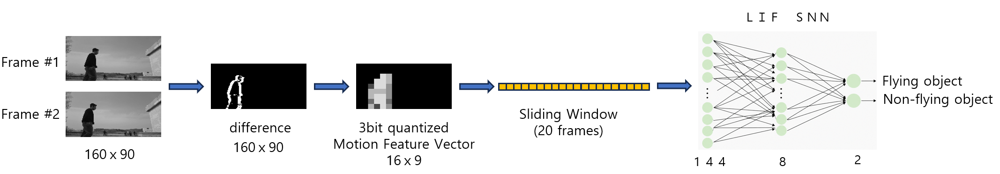 Frame #1
Frame #2
160 x 90
difference
160 x 90
3bit quantized
Motion Feature Vector
16 x 9
Sliding Window
(20 frames)
LIF SNN
144
8
2
Flying object
Non-flying object